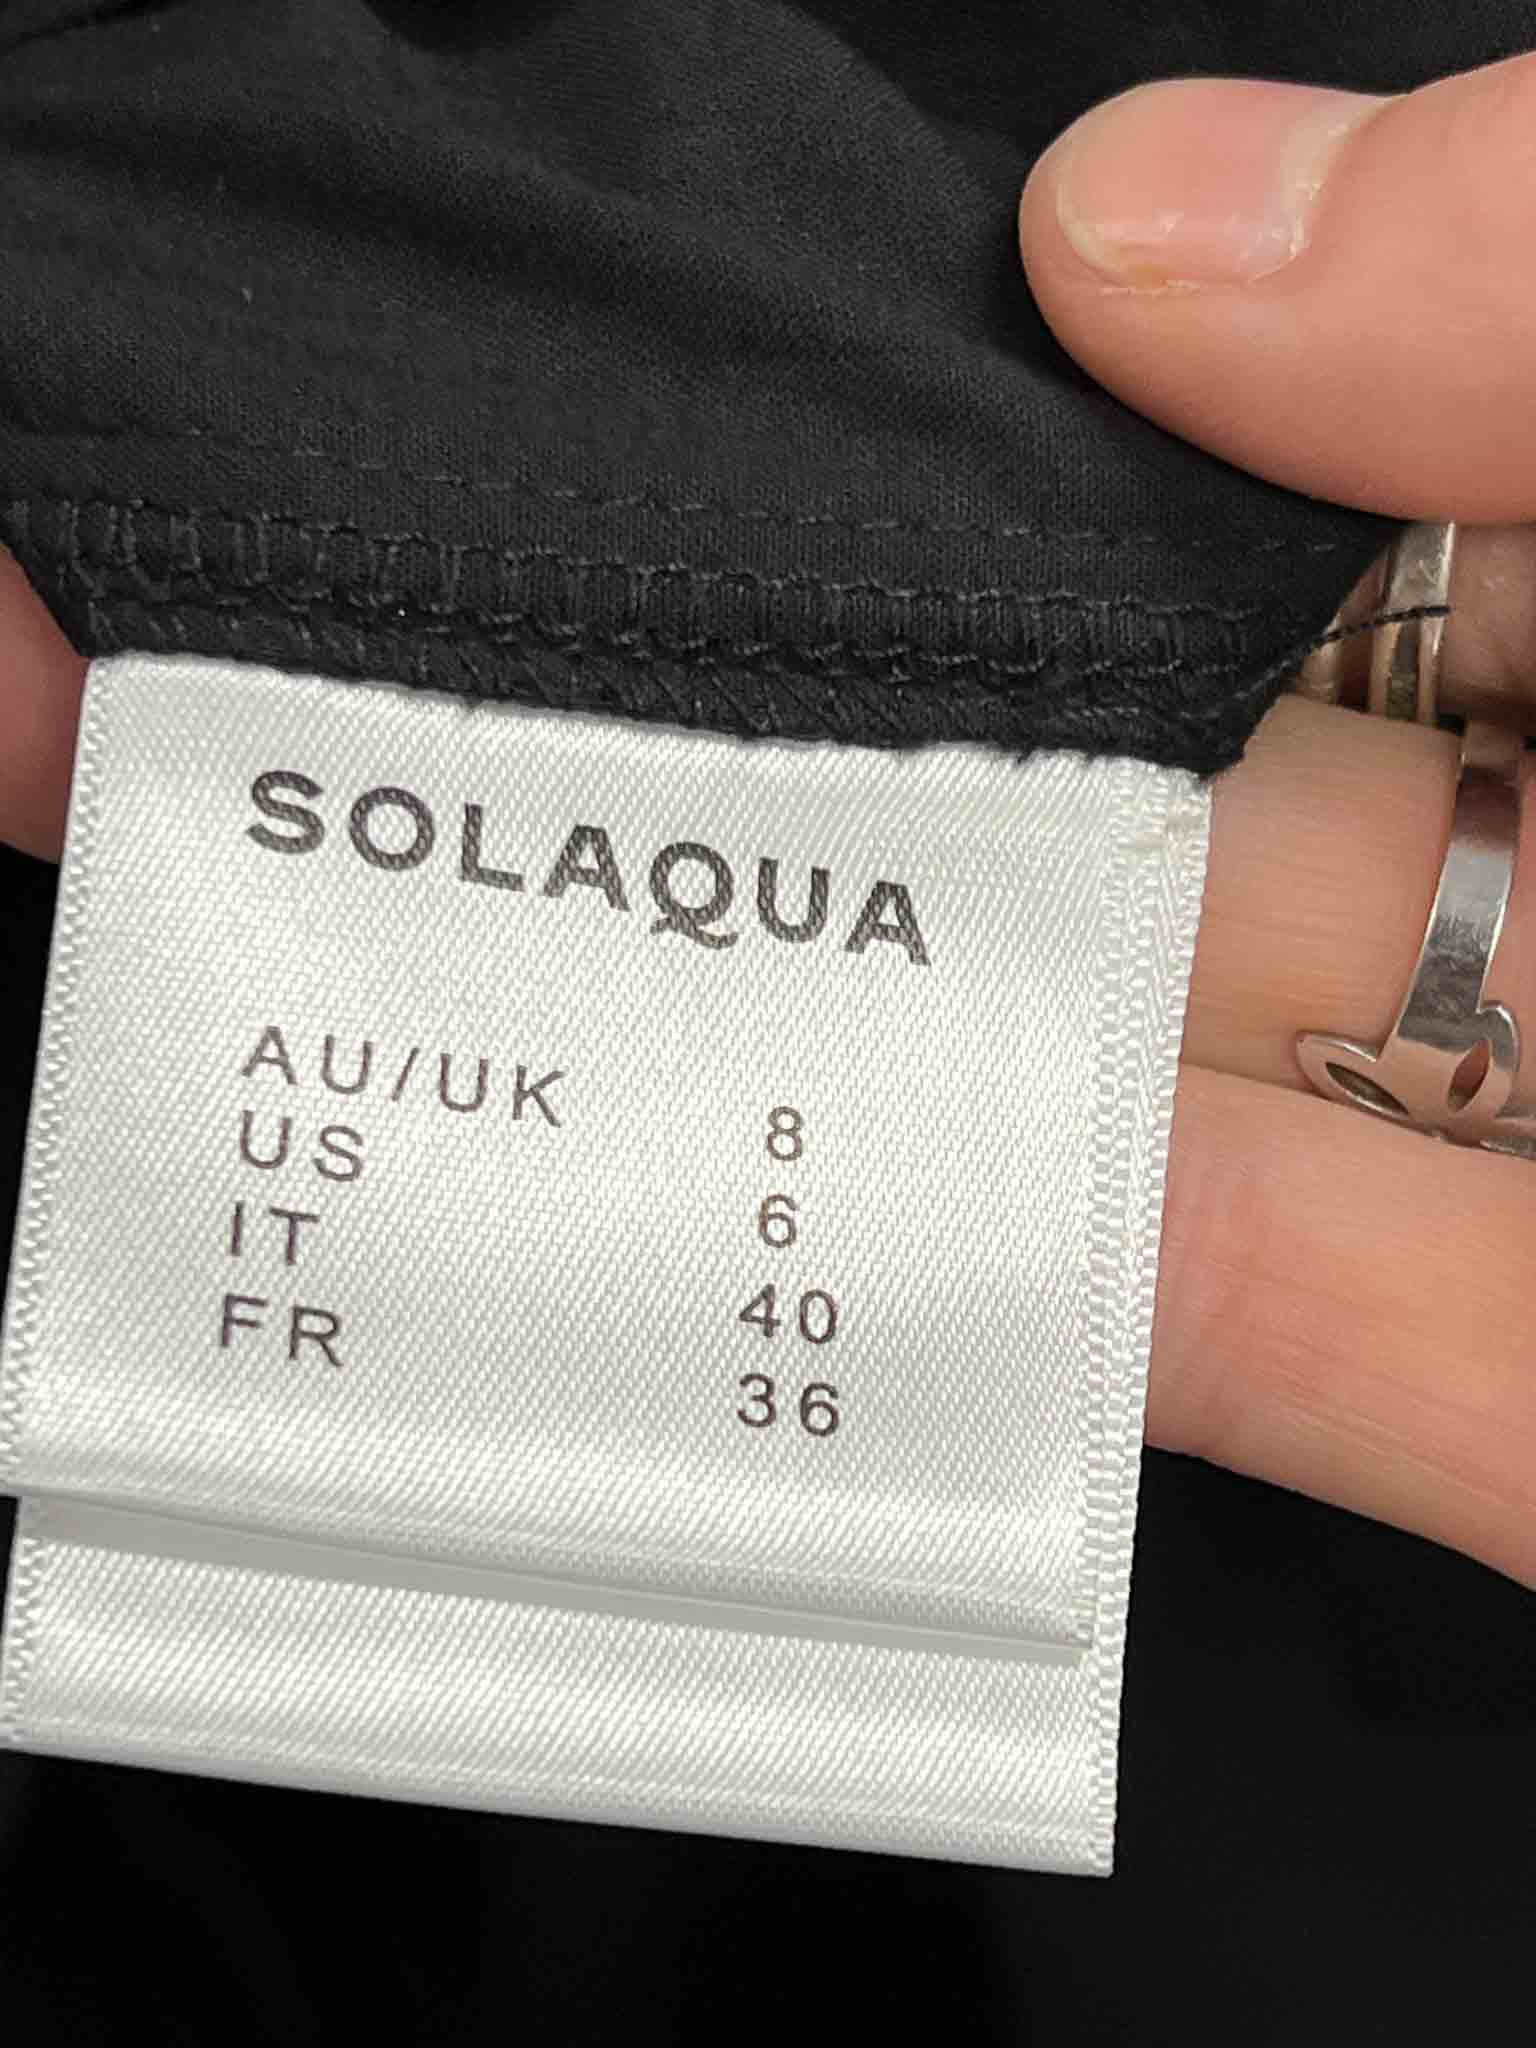 SOLAQUA
AU/UK 8
US 6
IT 40
FR 36